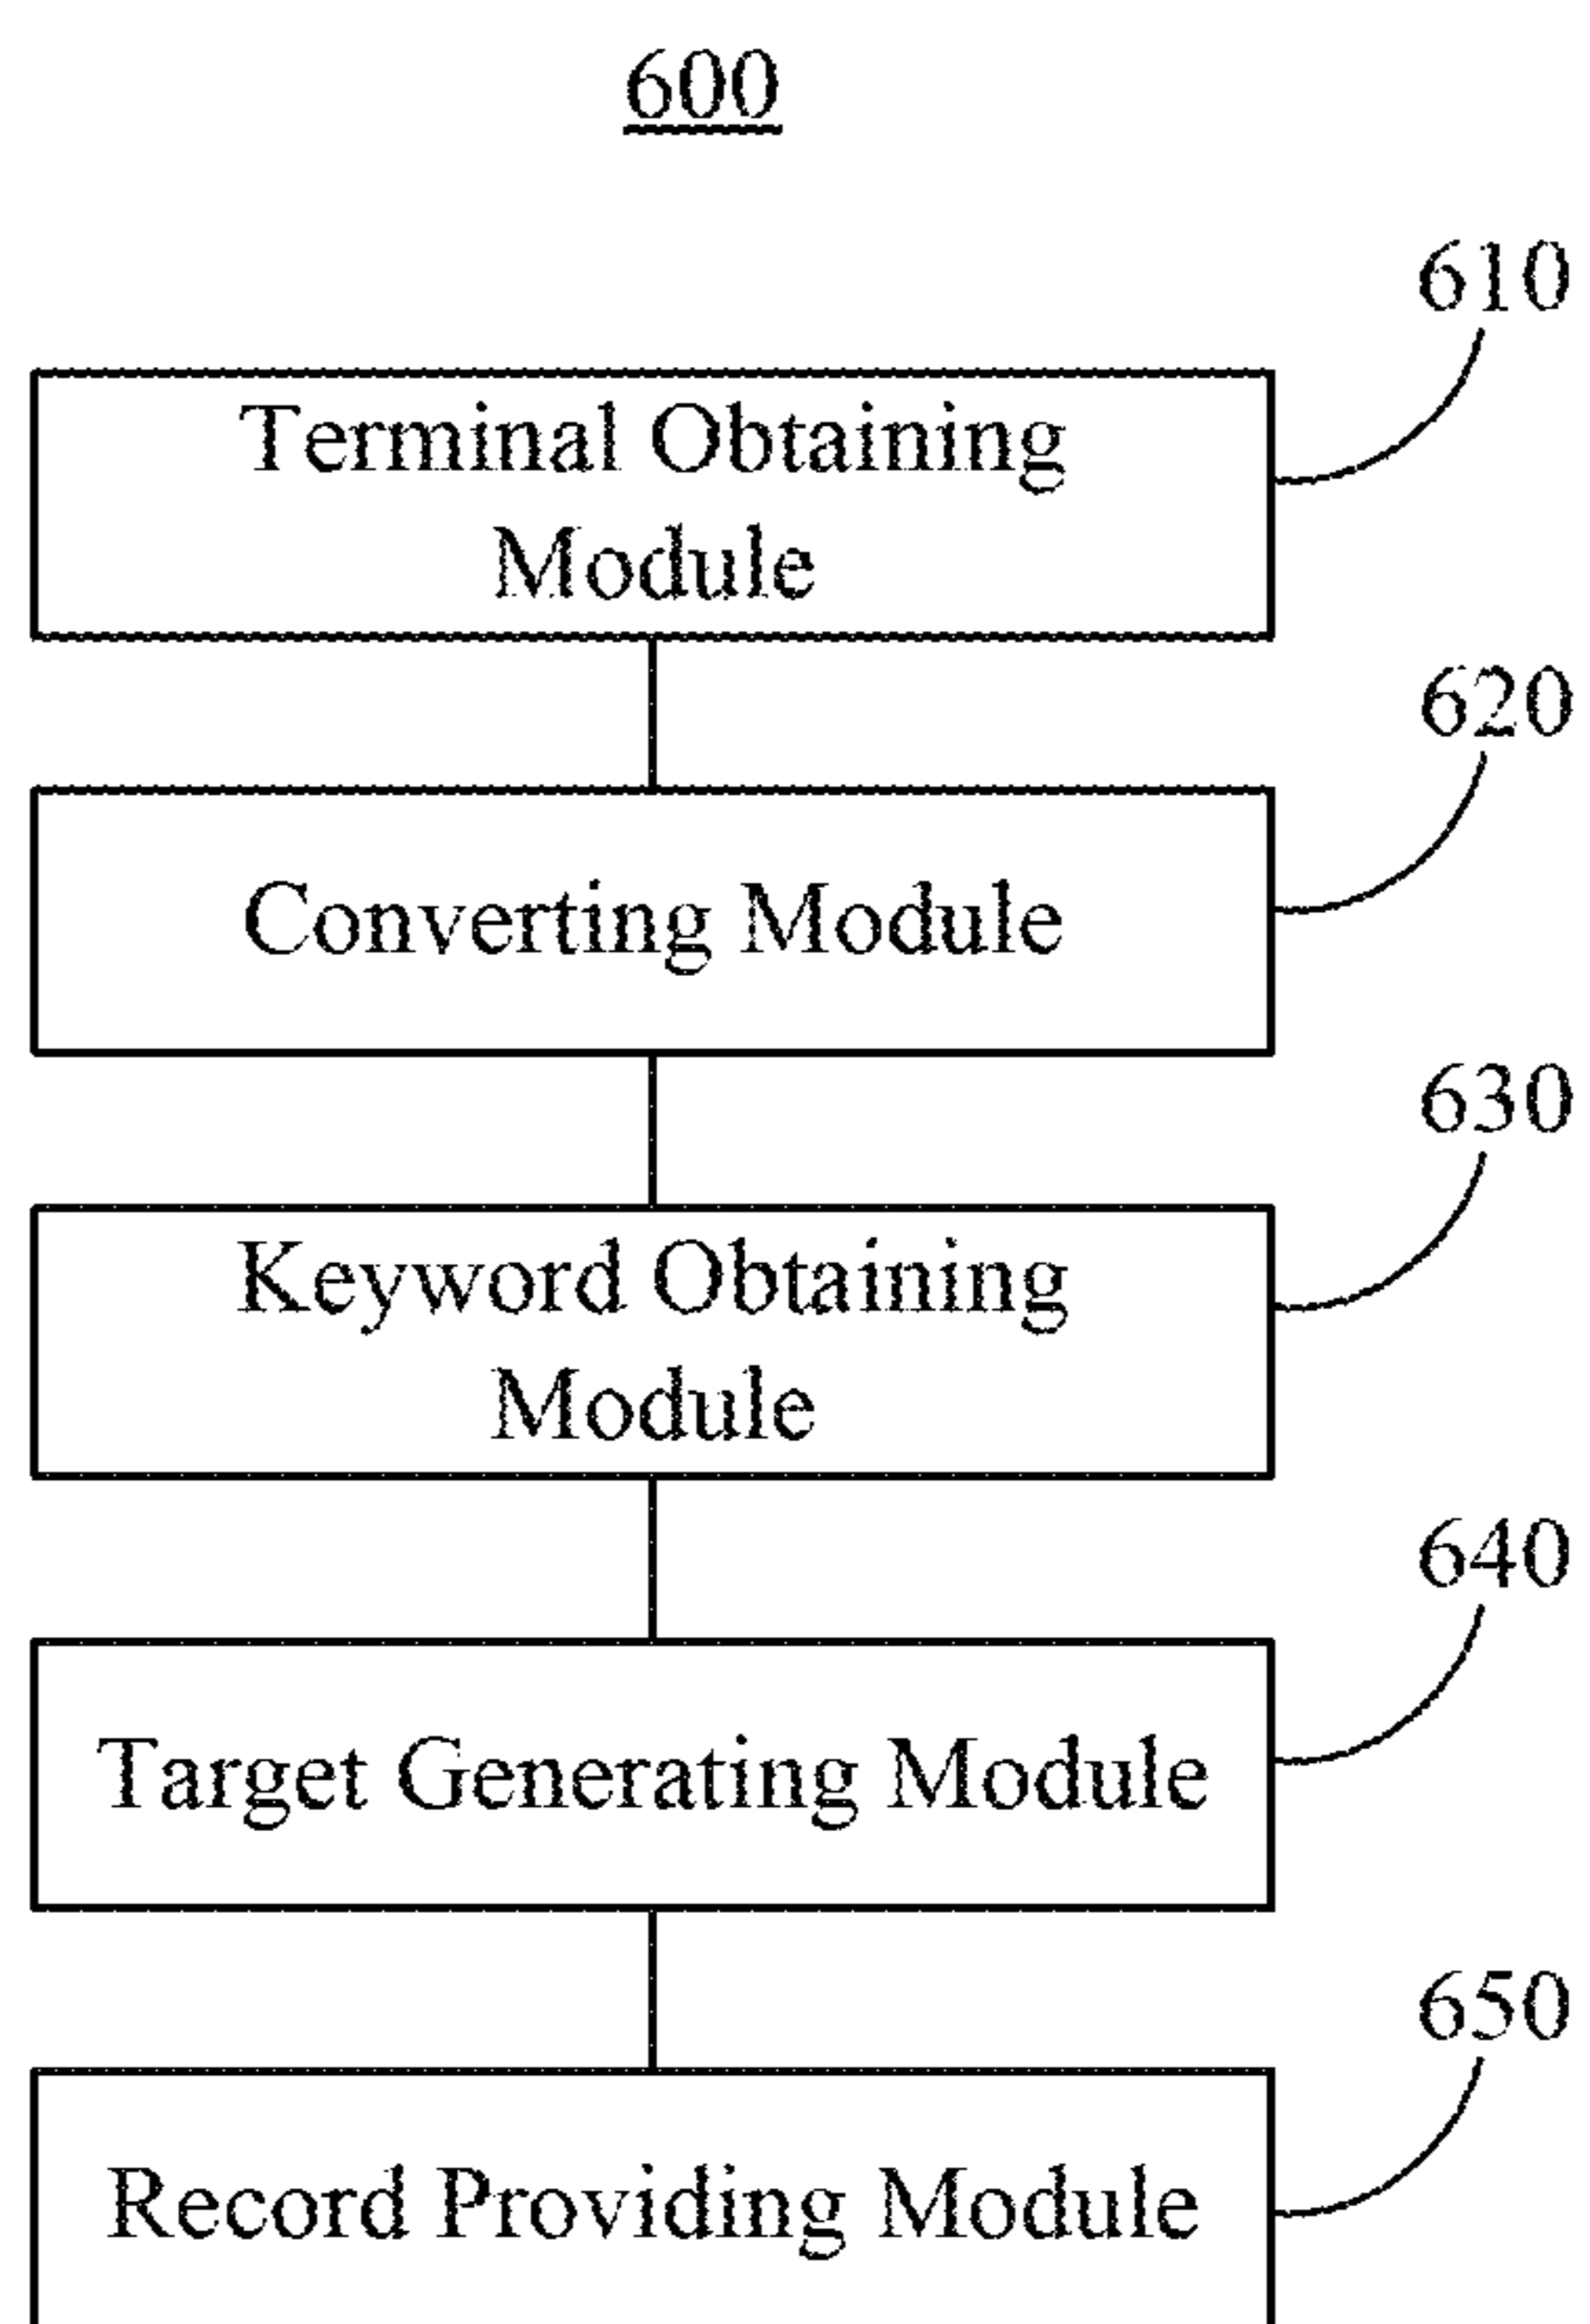 600
610
Terminal Obtaining
Module
620
Converting Module
630
Keyword Obtaining
Module
640
Target Generating Module
650
Record Providing Module